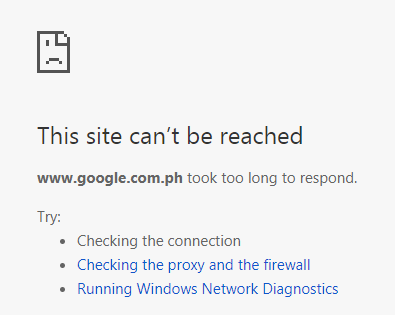 This site can't be reached
www.google.com.ph took too long to respond.
Try:
• Checking the connection
• Checking the proxy and the firewall
• Running Windows Network Diagnostics